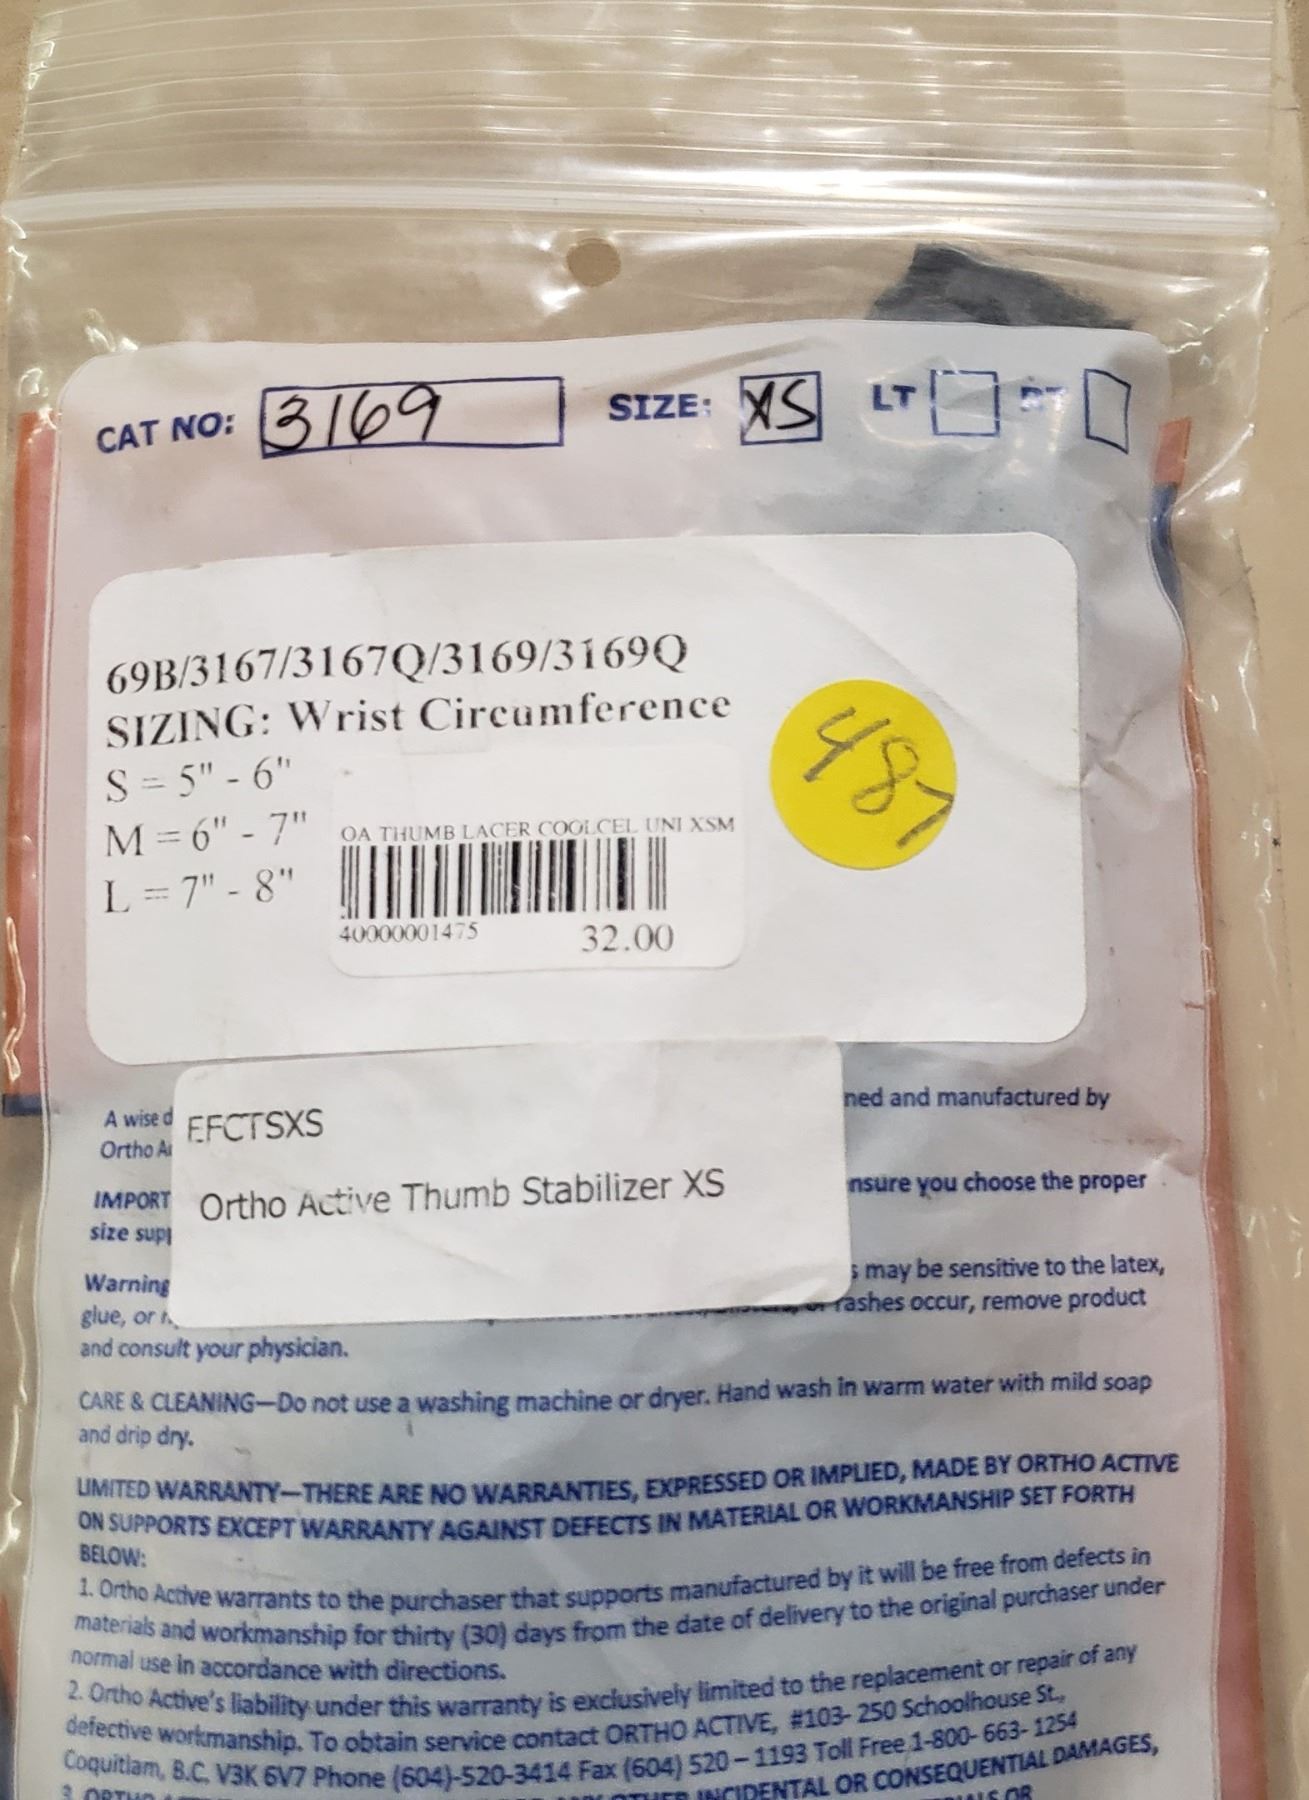 CAT NO: 3169 SIZE: XS LT RT
69B/3167/3167Q/3169/3169Q
SIZING: Wrist Circumference
S = 5" - 6"
M = 6" - 7"
L = 7" - 8"
487
OA THUMB LACER COOLCEL UNI XSM
40000001475 32.00
EFCTSXS
Ortho Active Thumb Stabilizer XS
A wise d
ned and manufactured by
Ortho A
IMPORT
nsure you choose the proper
size sup
Warning
s may be sensitive to the latex,
glue, or
rashes occur, remove product
and consult your physician.
CARE & CLEANING—Do not use a washing machine or dryer. Hand wash in warm water with mild soap
and drip dry.
LIMITED WARRANTY—THERE ARE NO WARRANTIES, EXPRESSED OR IMPLIED, MADE BY ORTHO ACTIVE
ON SUPPORTS EXCEPT WARRANTY AGAINST DEFECTS IN MATERIAL OR WORKMANSHIP SET FORTH
BELOW:
1. Ortho Active warrants to the purchaser that supports manufactured by it will be free from defects in
materials and workmanship for thirty (30) days from the date of delivery to the original purchaser under
normal use in accordance with directions.
2. Ortho Active's liability under this warranty is exclusively limited to the replacement or repair of any
defective workmanship. To obtain service contact ORTHO ACTIVE, #103- 250 Schoolhouse St.,
Coquitlam, B.C. V3K 6V7 Phone (604)-520-3414 Fax (604) 520 – 1193 Toll Free 1-800- 663- 1254
INCIDENTAL OR CONSEQUENTIAL DAMAGES,